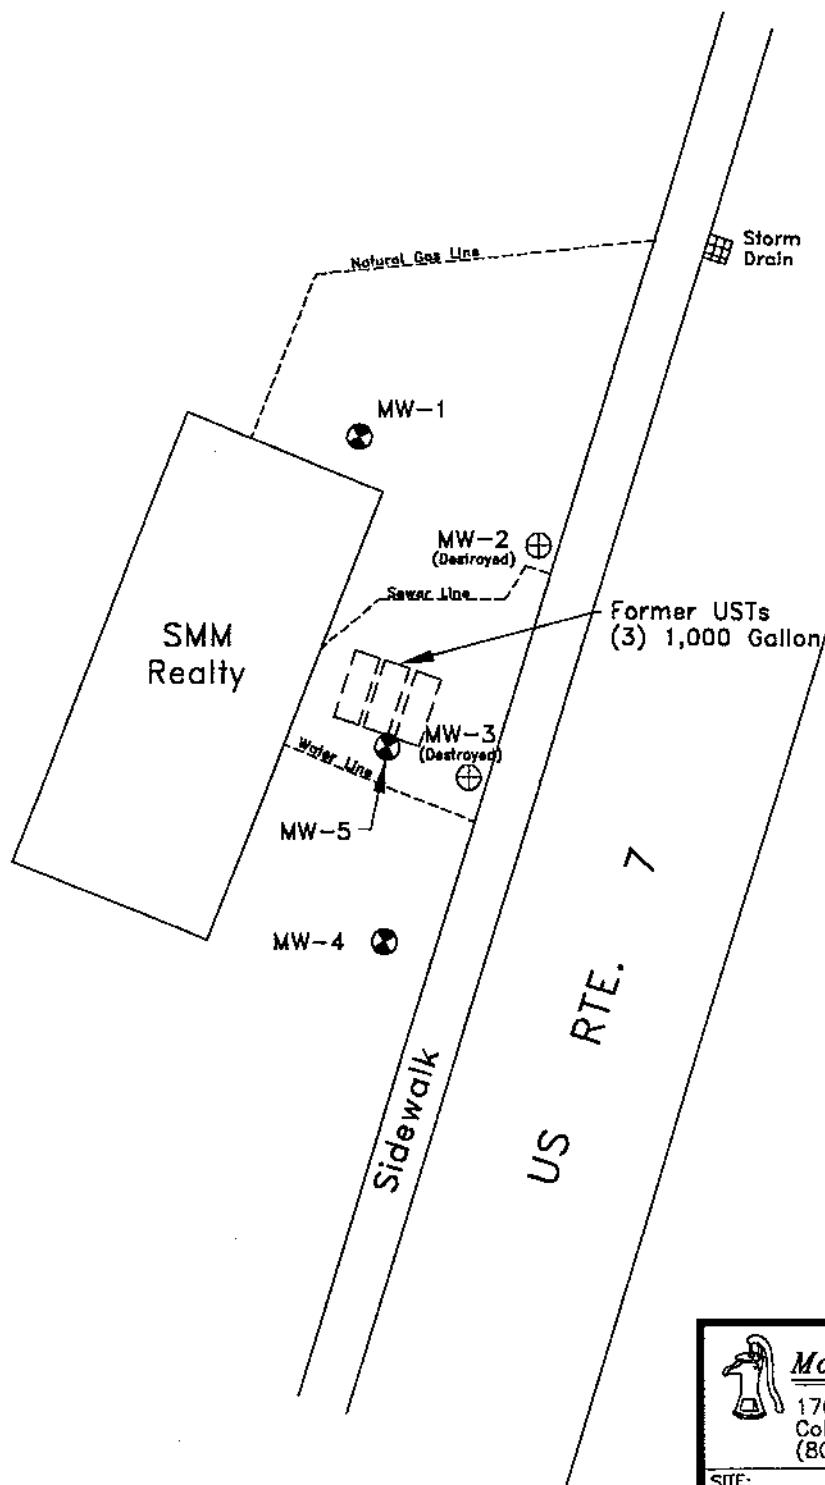 Storm
Drain
Natural Gas Line
MW-1
MW-2
(Destroyed)
Sewer Line
Former USTs
(3) 1,000 Gallon
SMM
Realty
MW-3
(Destroyed)
Water Line
MW-5
MW-4
US RTE. 7
Sidewalk
SITE: